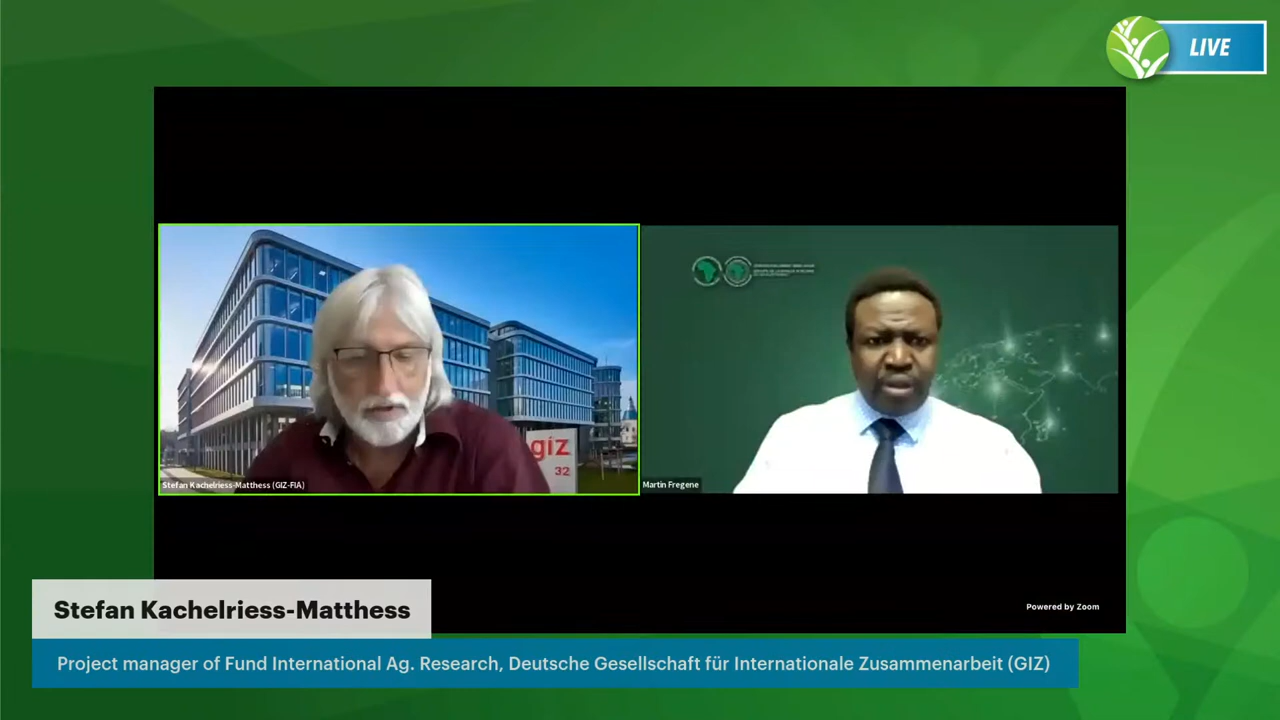 LIVE
giz
32
Stefan Kachelriess-Matthess (GIZ-FIA)
Martin Fregene
Powered by Zoom
Stefan Kachelriess-Matthess
Project manager of Fund International Ag. Research, Deutsche Gesellschaft für Internationale Zusammenarbeit (GIZ)